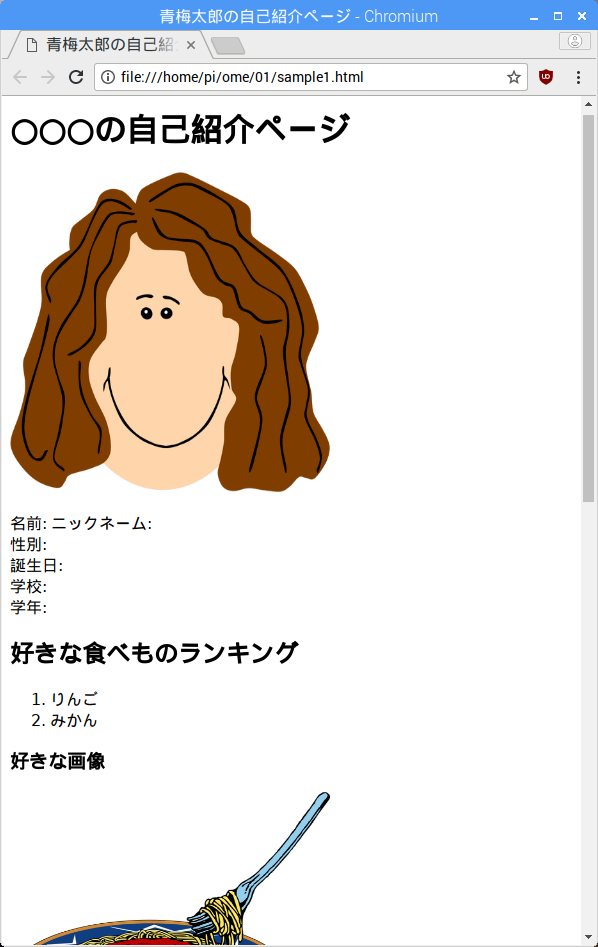 青梅太郎の自己紹介ページ - Chromium
青梅太郎の自己紹
file:///home/pi/ome/01/sample1.html
○○○の自己紹介ページ
名前: ニックネーム:
性別:
誕生日:
学校:
学年:
好きな食べものランキング
1. りんご
2. みかん
好きな画像